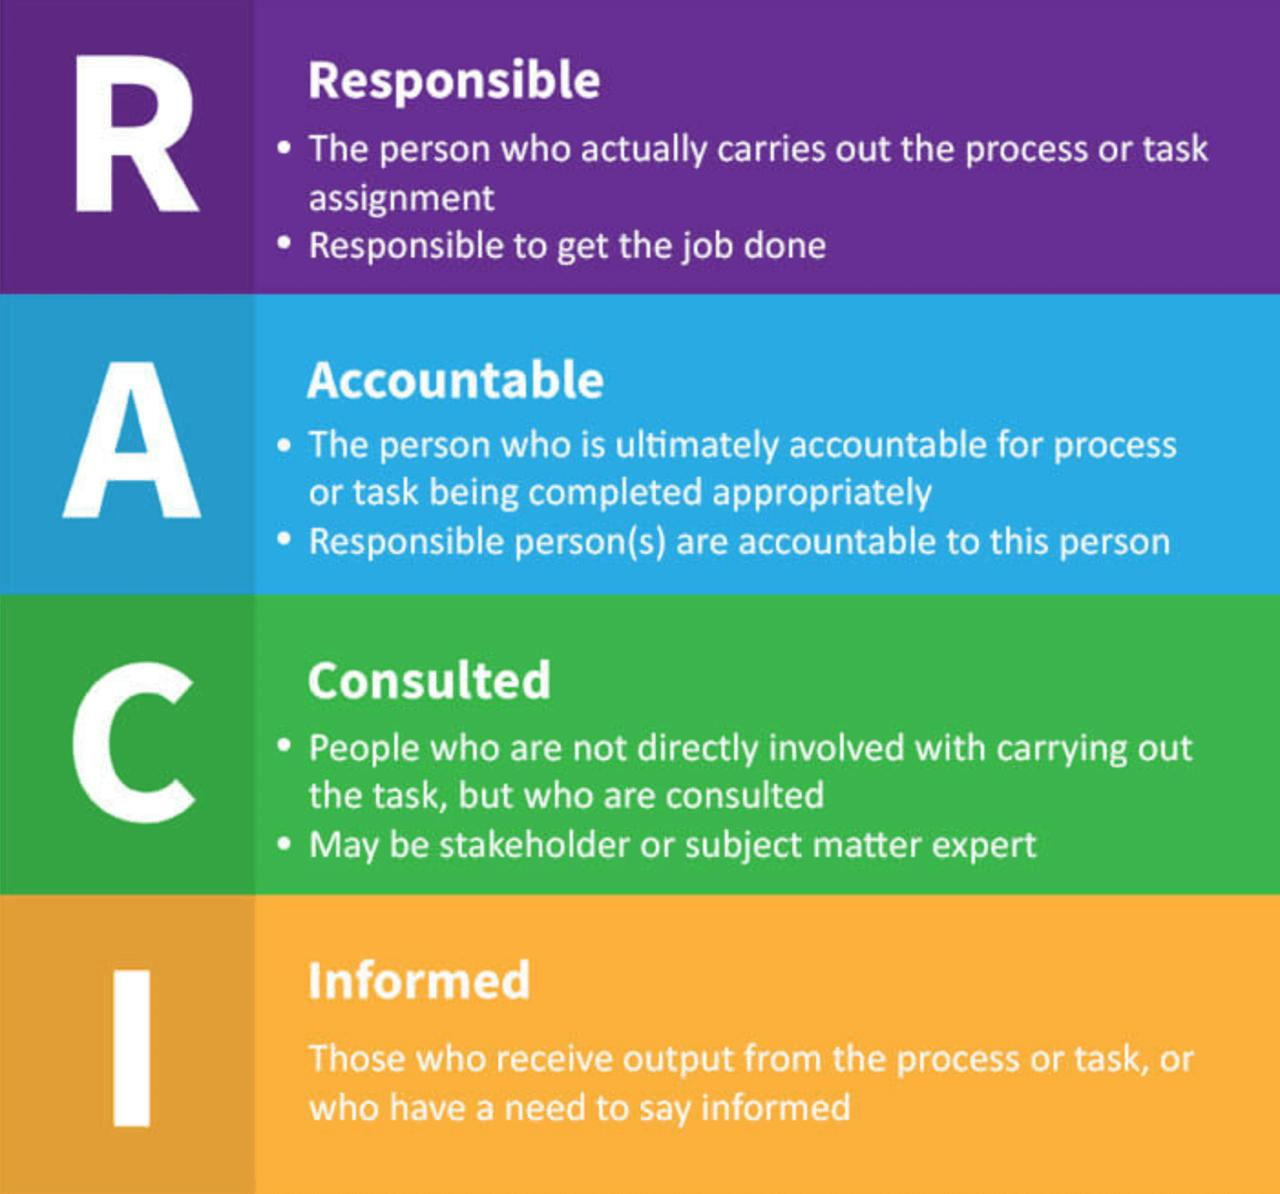 R
Responsible
• The person who actually carries out the process or task
assignment
• Responsible to get the job done
A
Accountable
• The person who is ultimately accountable for process
or task being completed appropriately
• Responsible person(s) are accountable to this person
C
Consulted
• People who are not directly involved with carrying out
the task, but who are consulted
• May be stakeholder or subject matter expert
I
Informed
Those who receive output from the process or task, or
who have a need to say informed